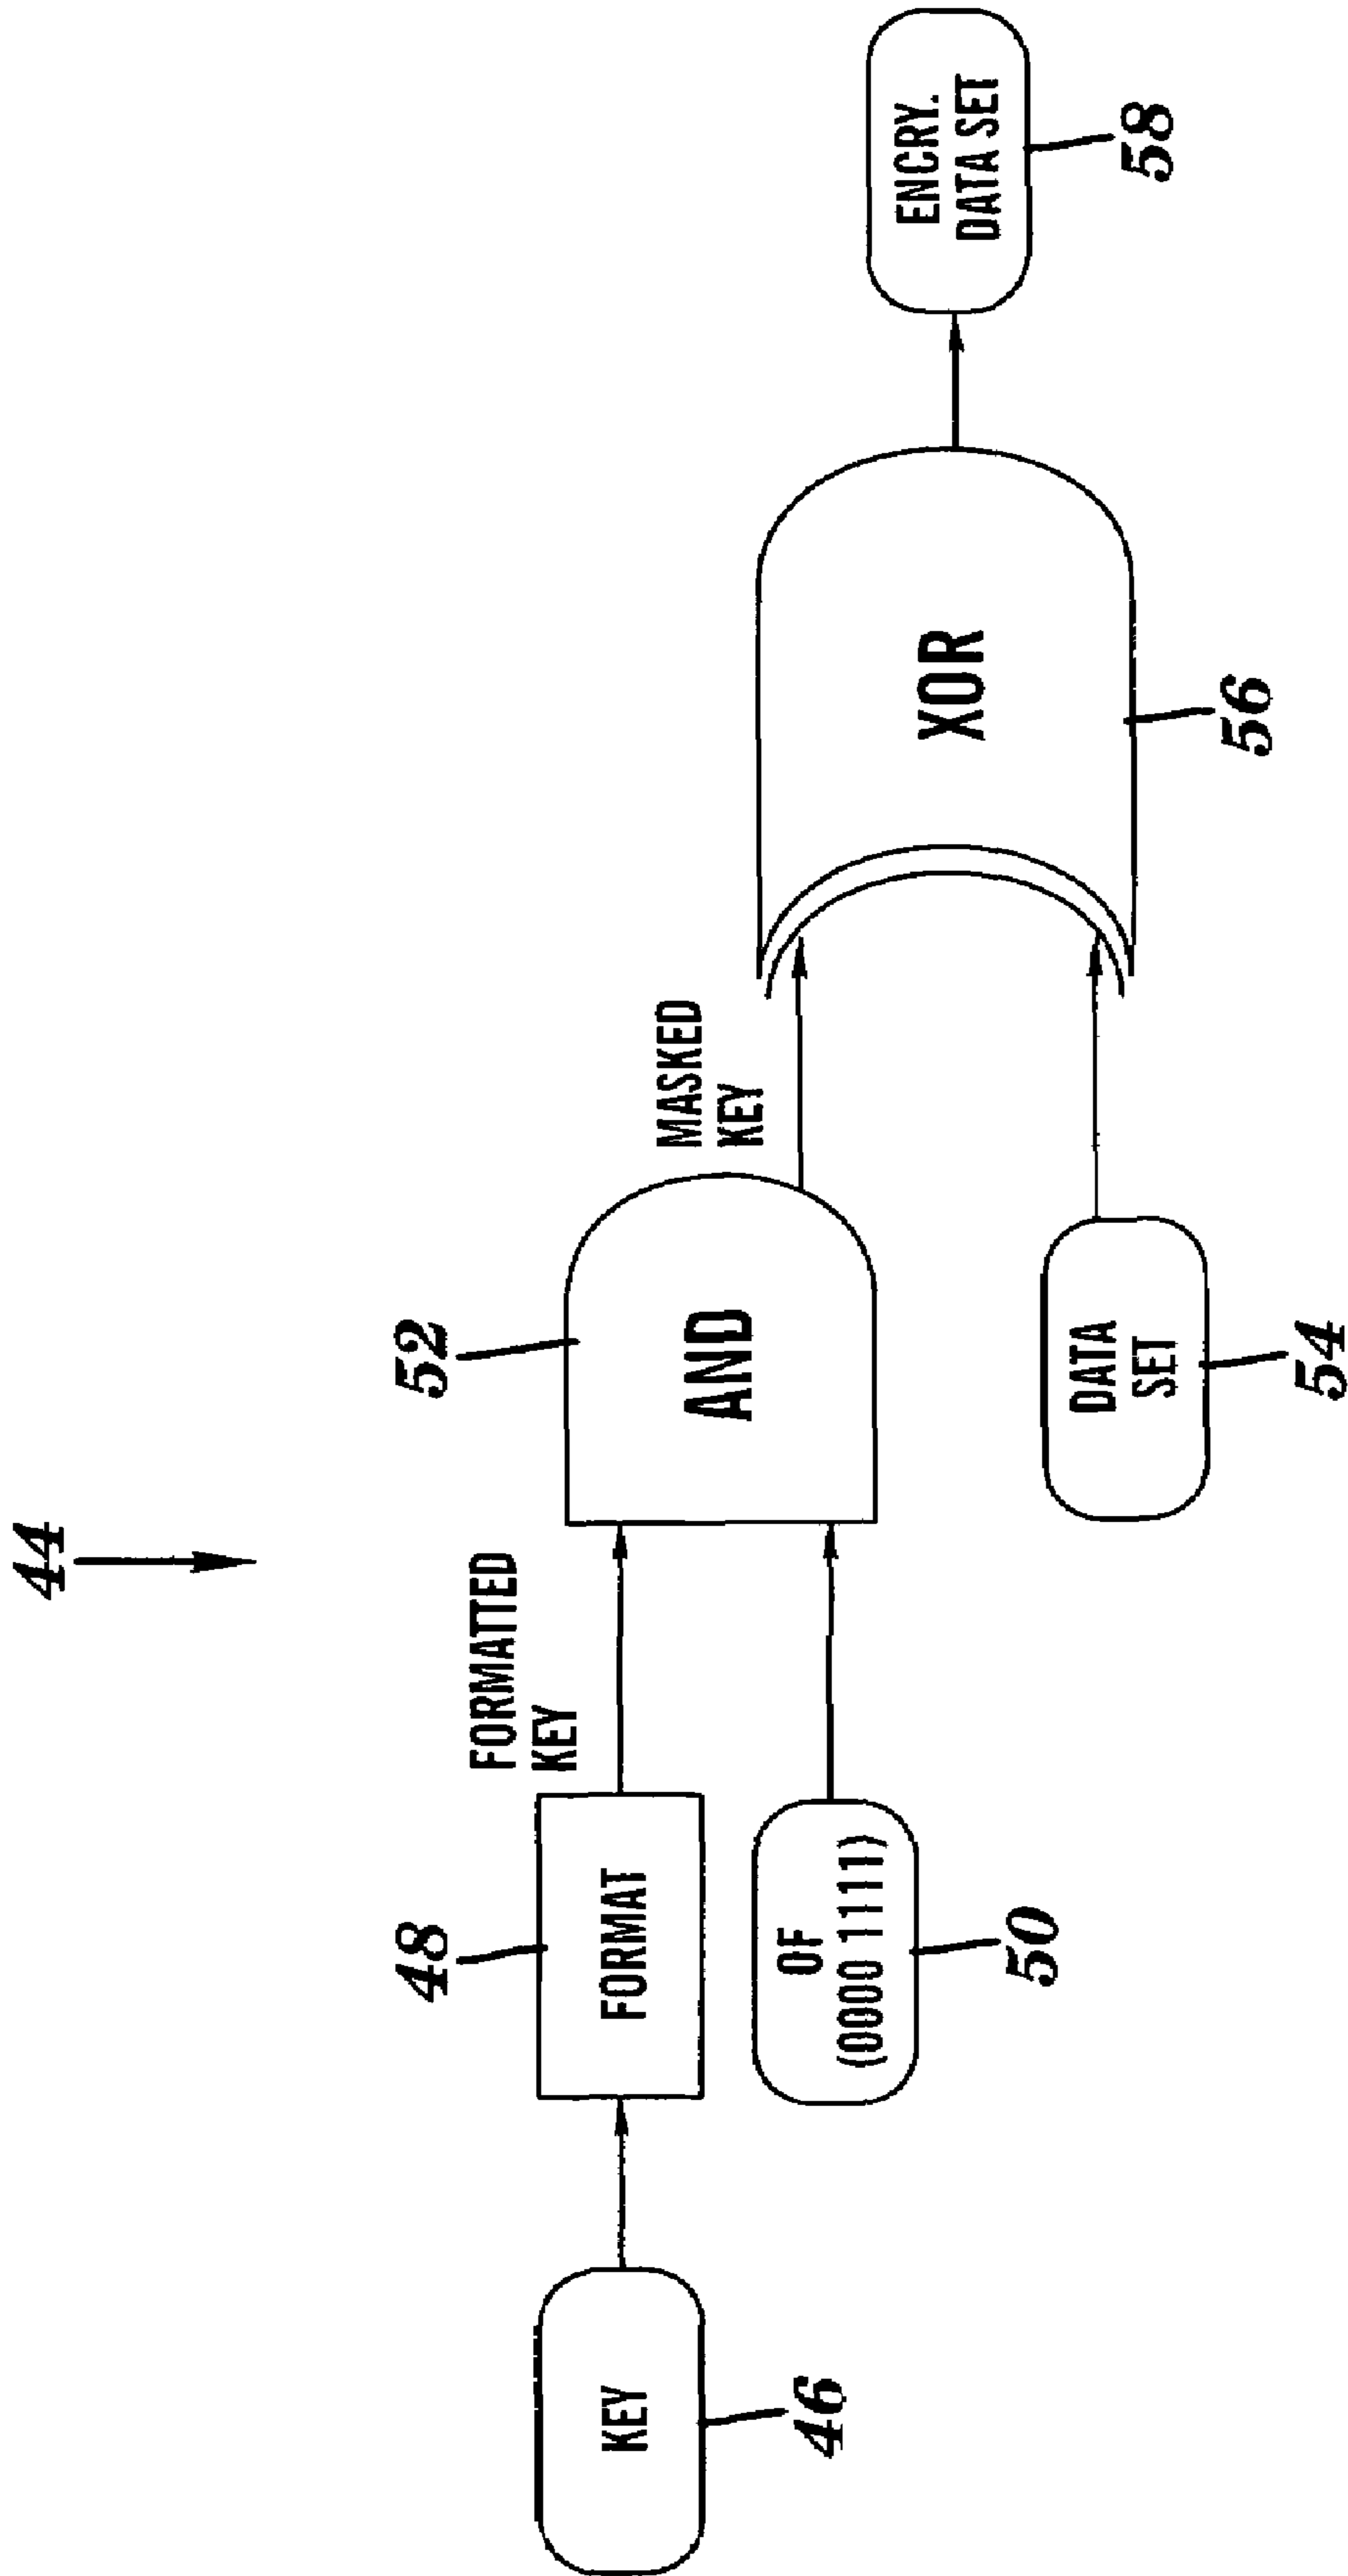 44
KEY
46
FORMAT
48
FORMATTED
KEY
OF
(0000 1111)
50
AND
52
MASKED
KEY
DATA
SET
54
XOR
56
ENCRY.
DATA SET
58